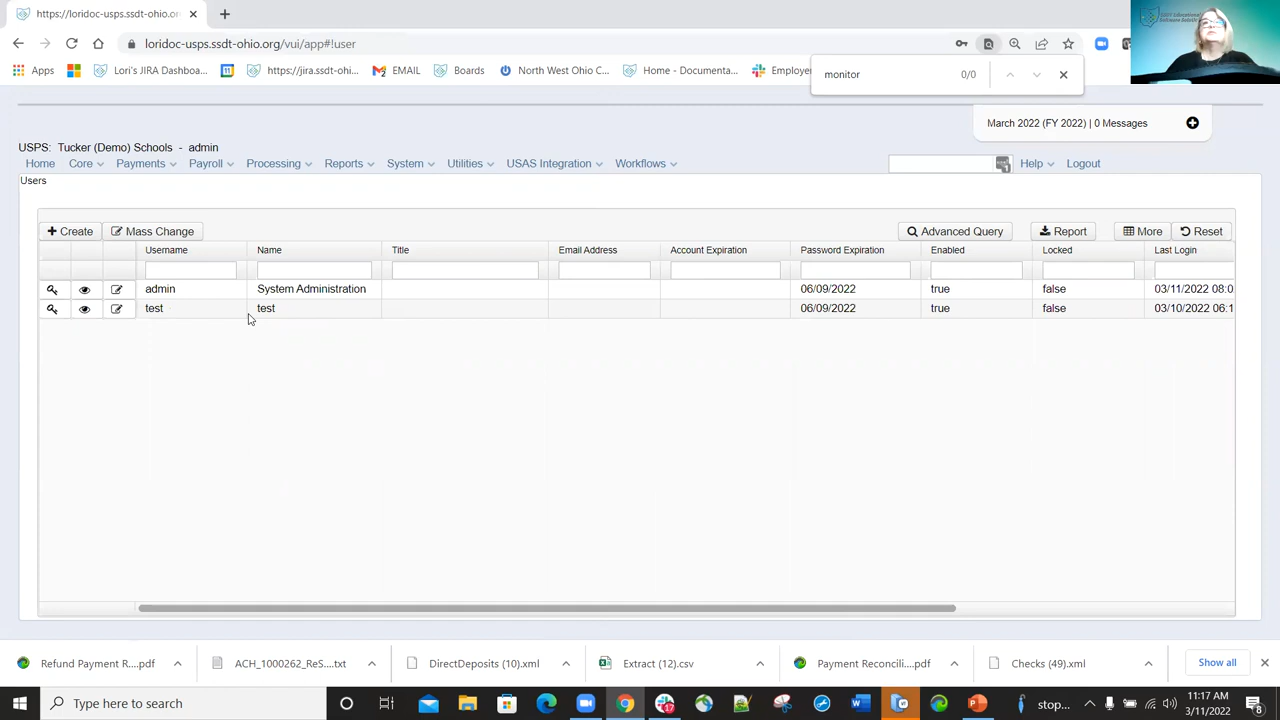 https://loridoc-usps.ssdt-ohio.or
loridoc-usps.ssdt-ohio.org/vui/app#!user
Apps
Lori's JIRA Dashboa...
https://jira.ssdt-ohi...
EMAIL
Boards
North West Ohio C...
Home - Documenta...
Employe
monitor
0/0
March 2022 (FY 2022) | 0 Messages
USPS: Tucker (Demo) Schools - admin
Home Core Payments Payroll Processing Reports System Utilities USAS Integration Workflows Help Logout
Users
Create Mass Change Advanced Query Report More Reset
Username Name Title Email Address Account Expiration Password Expiration Enabled Locked Last Login
admin System Administration 06/09/2022 true false 03/11/2022 08:0
test test 06/09/2022 true false 03/10/2022 06:1
Refund Payment R....pdf
ACH_1000262_ReS....txt
DirectDeposits (10).xml
Extract (12).csv
Payment Reconcili....pdf
Checks (49).xml
Show all
Type here to search
17
stop...
11:17 AM
3/11/2022
8